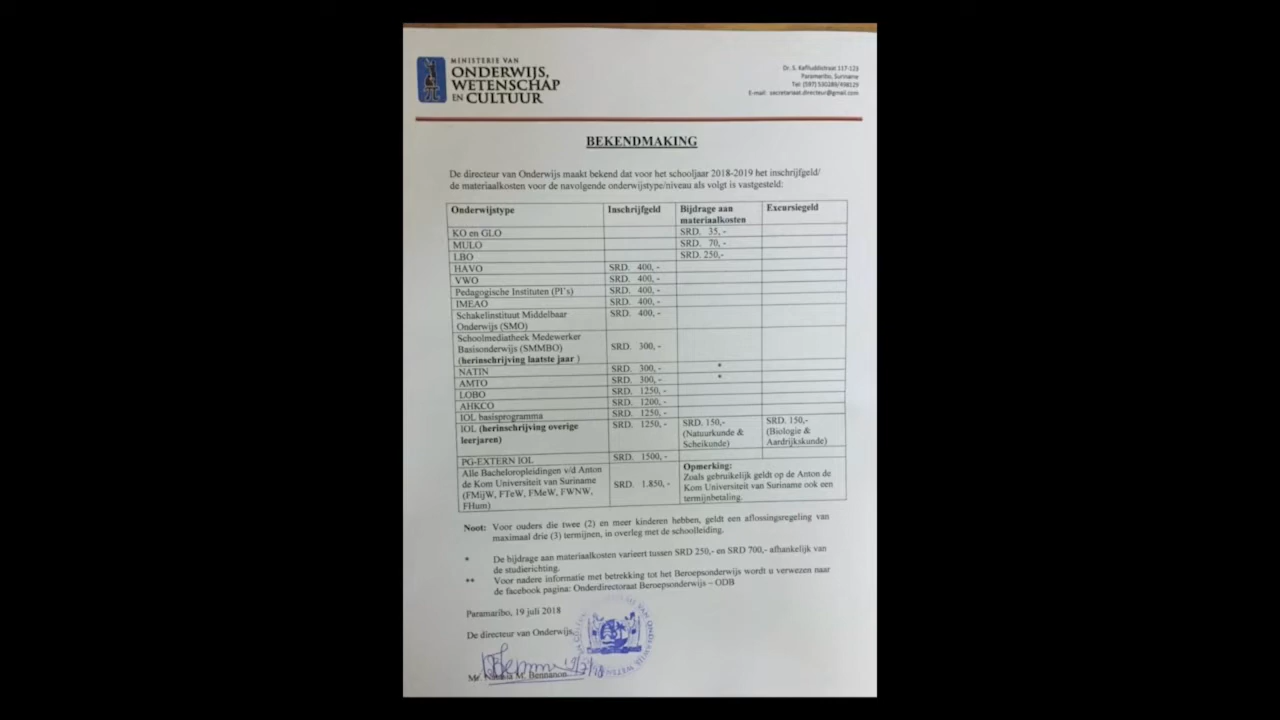 MINISTERIE VAN
ONDERWIJS,
WETENSCHAP
EN CULTUUR
Dr. S. Kafiluddistraat 117-123
Paramaribo, Suriname
Tel: (597) 530289/498129
E-mail: secretariaat.directeur@gmail.com
BEKENDMAKING
De directeur van Onderwijs maakt bekend dat voor het schooljaar 2018-2019 het inschrijfgeld/
de materiaalkosten voor de navolgende onderwijstype/niveau als volgt is vastgesteld:
Onderwijstype Inschrijfgeld Bijdrage aan materiaalkosten Excursiegeld
KO en GLO SRD. 35, -
MULO SRD. 70, -
LBO SRD. 250,-
HAVO SRD. 400, -
VWO SRD. 400, -
Pedagogische Instituten (PI's) SRD. 400, -
IMEAO SRD. 400, -
Schakelinstituut Middelbaar SRD. 400, -
Onderwijs (SMO)
Schoolmediatheek Medewerker
Basisonderwijs (SMMBO) SRD. 300, -
(herinschrijving laatste jaar )
NATIN SRD. 300, - *
AMTO SRD. 300, - *
LOBO SRD. 1250, -
AHKCO SRD. 1200, -
IOL basisprogramma SRD. 1250, -
IOL (herinschrijving overige SRD. 1250, - SRD. 150,- SRD. 150,-
leerjaren) (Natuurkunde & (Biologie &
Scheikunde) Aardrijkskunde)
PG-EXTERN IOL SRD. 1500, -
Alle Bacheloropleidingen v/d Anton Opmerking:
de Kom Universiteit van Suriname SRD. 1.850, - Zoals gebruikelijk geldt op de Anton de
(FMijW, FTeW, FMeW, FWNW, Kom Universiteit van Suriname ook een
FHum) termijnbetaling.
Noot: Voor ouders die twee (2) en meer kinderen hebben, geldt een aflossingsregeling van
maximaal drie (3) termijnen, in overleg met de schoolleiding.
* De bijdrage aan materiaalkosten varieert tussen SRD 250,- en SRD 700,- afhankelijk van
de studierichting.
** Voor nadere informatie met betrekking tot het Beroepsonderwijs wordt u verwezen naar
de facebook pagina: Onderdirectoraat Beroepsonderwijs – ODB
Paramaribo, 19 juli 2018
De directeur van Onderwijs,
M. Bennanon